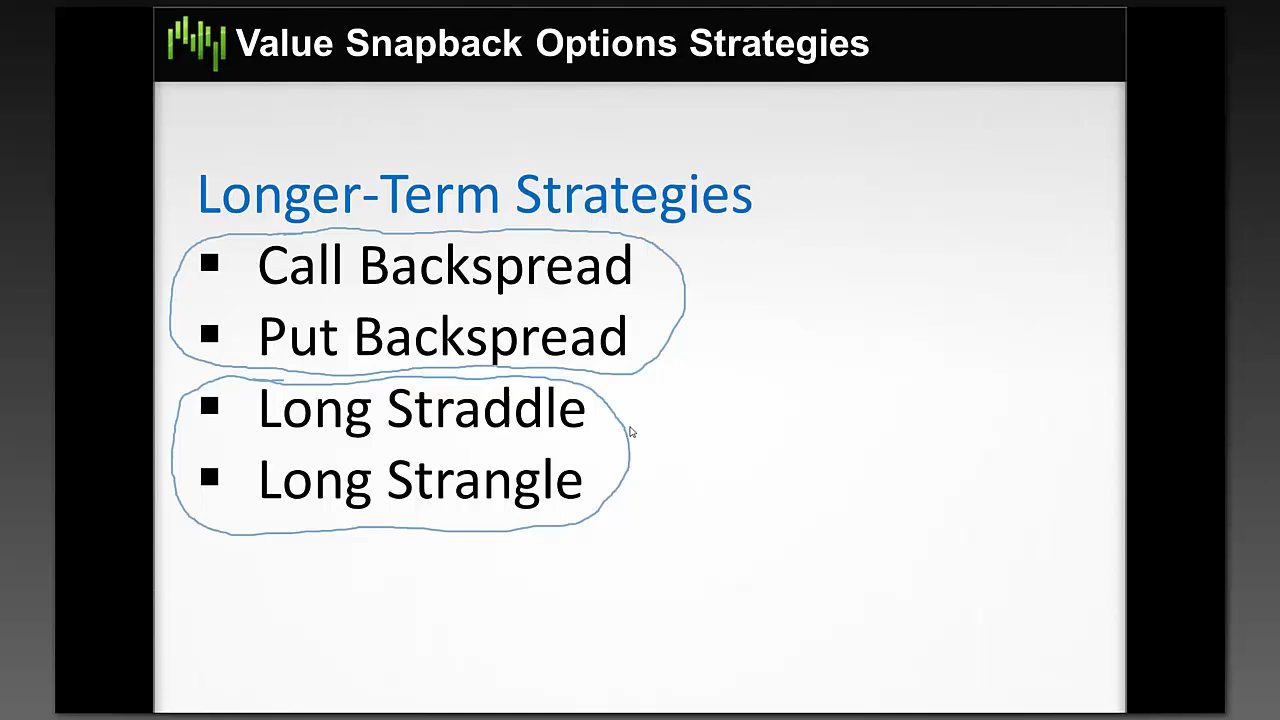 Value Snapback Options Strategies
Longer-Term Strategies
▪ Call Backspread
▪ Put Backspread
▪ Long Straddle
▪ Long Strangle